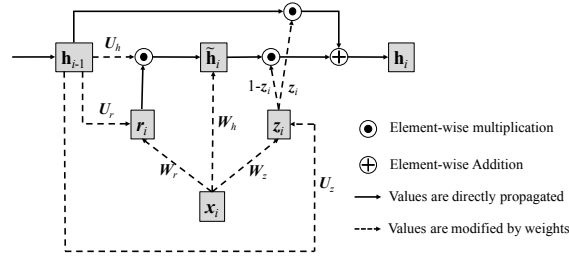 U_h
h_{i-1}
h̃_i
h_i
1-z_i
z_i
U_r
r_i
W_h
z_i
Element-wise multiplication
W_r
W_z
U_z
Element-wise Addition
x_i
Values are directly propagated
Values are modified by weights